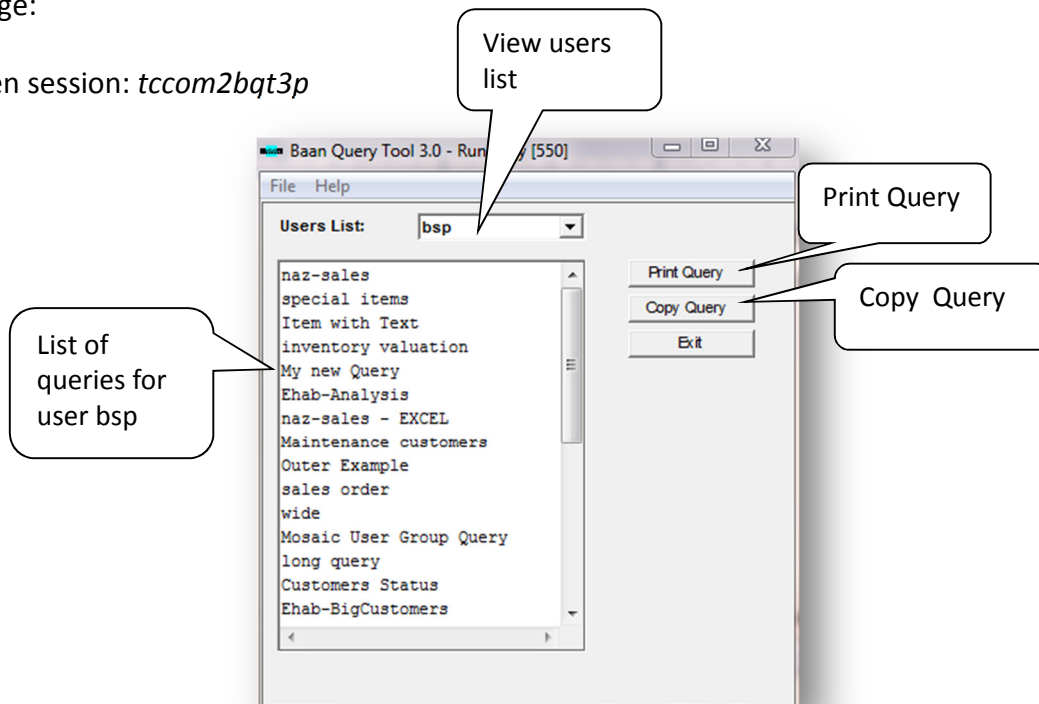 ge:
View users
list
en session: tccom2bqt3p
Baan Query Tool 3.0 - Run [550]
File Help
Print Query
Users List: bsp
Print Query
Copy Query
Copy Query
Exit
List of
queries for
user bsp
naz-sales
special items
Item with Text
inventory valuation
My new Query
Ehab-Analysis
naz-sales - EXCEL
Maintenance customers
Outer Example
sales order
wide
Mosaic User Group Query
long query
Customers Status
Ehab-BigCustomers